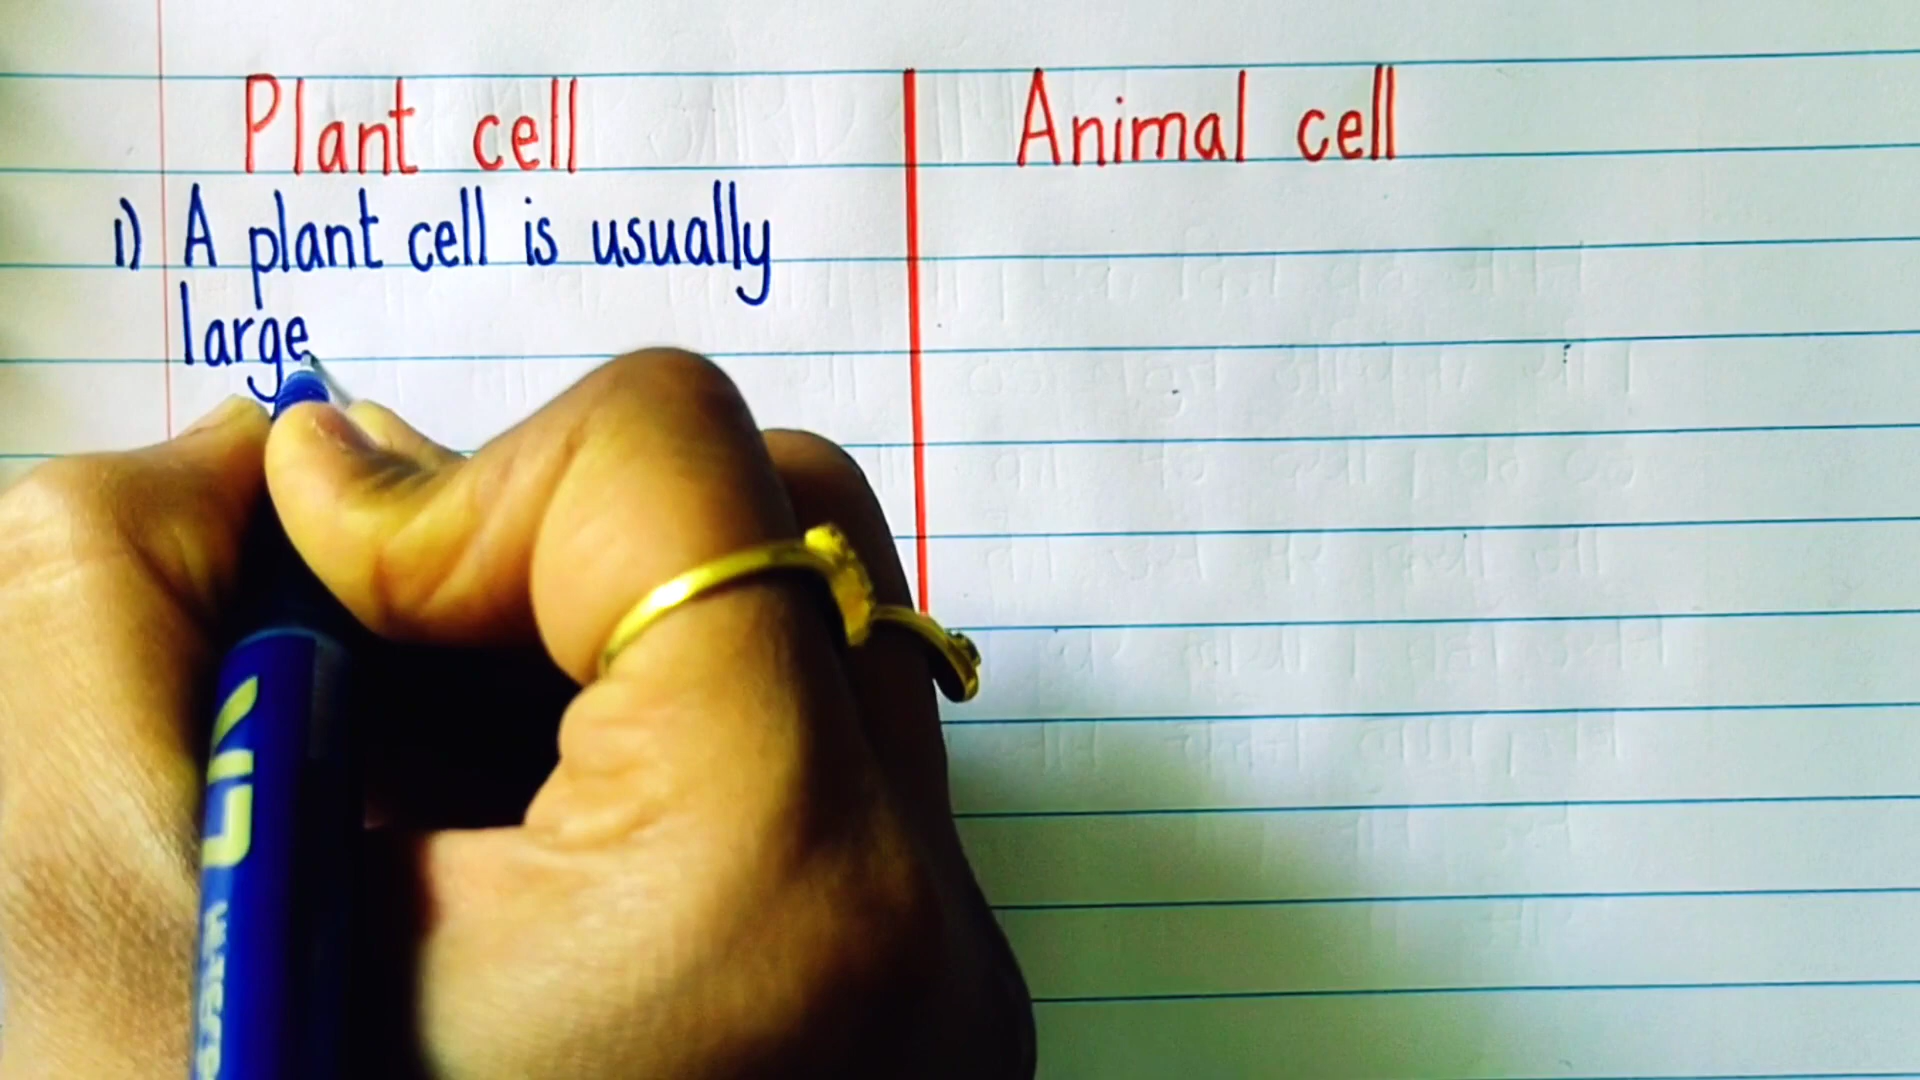 Plant cell
Animal cell
i) A plant cell is usually
large